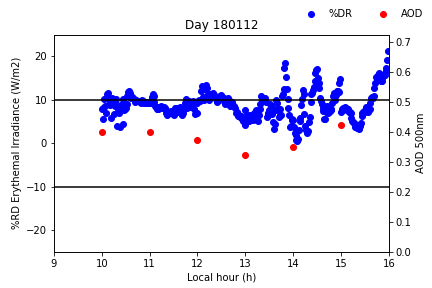 %DR AOD
Day 180112
%RD Erythemal Irradiance (W/m2)
20
10
0
−10
−20
0.7
0.6
0.5
0.4
0.3
0.2
0.1
0.0
AOD 500nm
9 10 11 12 13 14 15 16
Local hour (h)